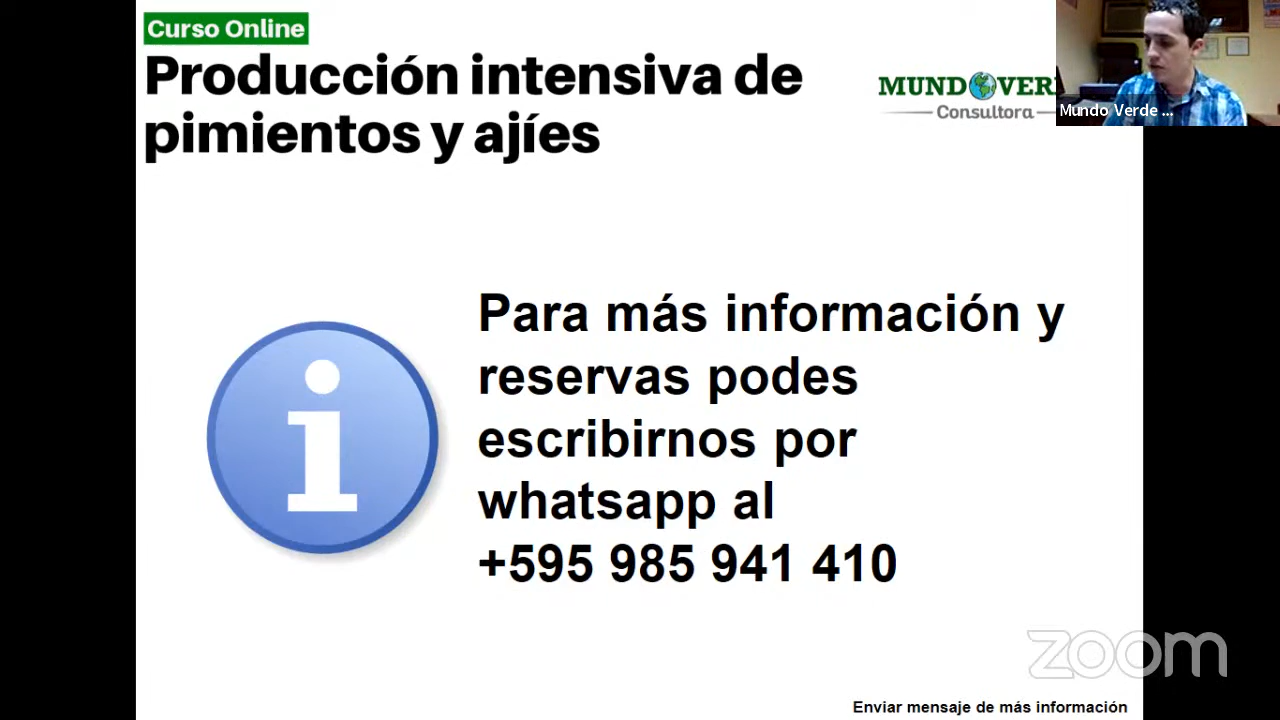 Curso Online
Producción intensiva de
pimientos y ajíes
MUNDOVER
Consultora
Mundo Verde ...
Para más información y
reservas podes
escribirnos por
whatsapp al
+595 985 941 410
zoom
Enviar mensaje de más información